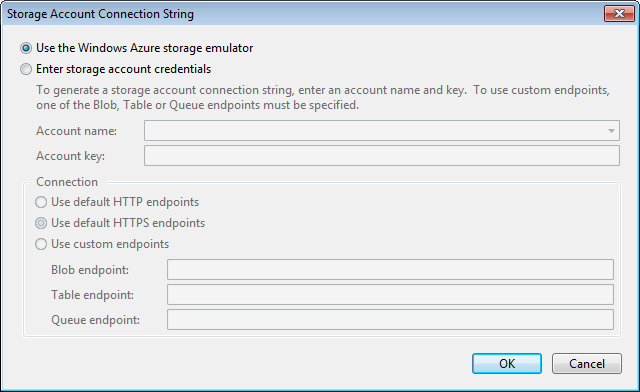 Storage Account Connection String
Use the Windows Azure storage emulator
Enter storage account credentials
To generate a storage account connection string, enter an account name and key.  To use custom endpoints,
one of the Blob, Table or Queue endpoints must be specified.
Account name:
Account key:
Connection
Use default HTTP endpoints
Use default HTTPS endpoints
Use custom endpoints
Blob endpoint:
Table endpoint:
Queue endpoint:
OK Cancel